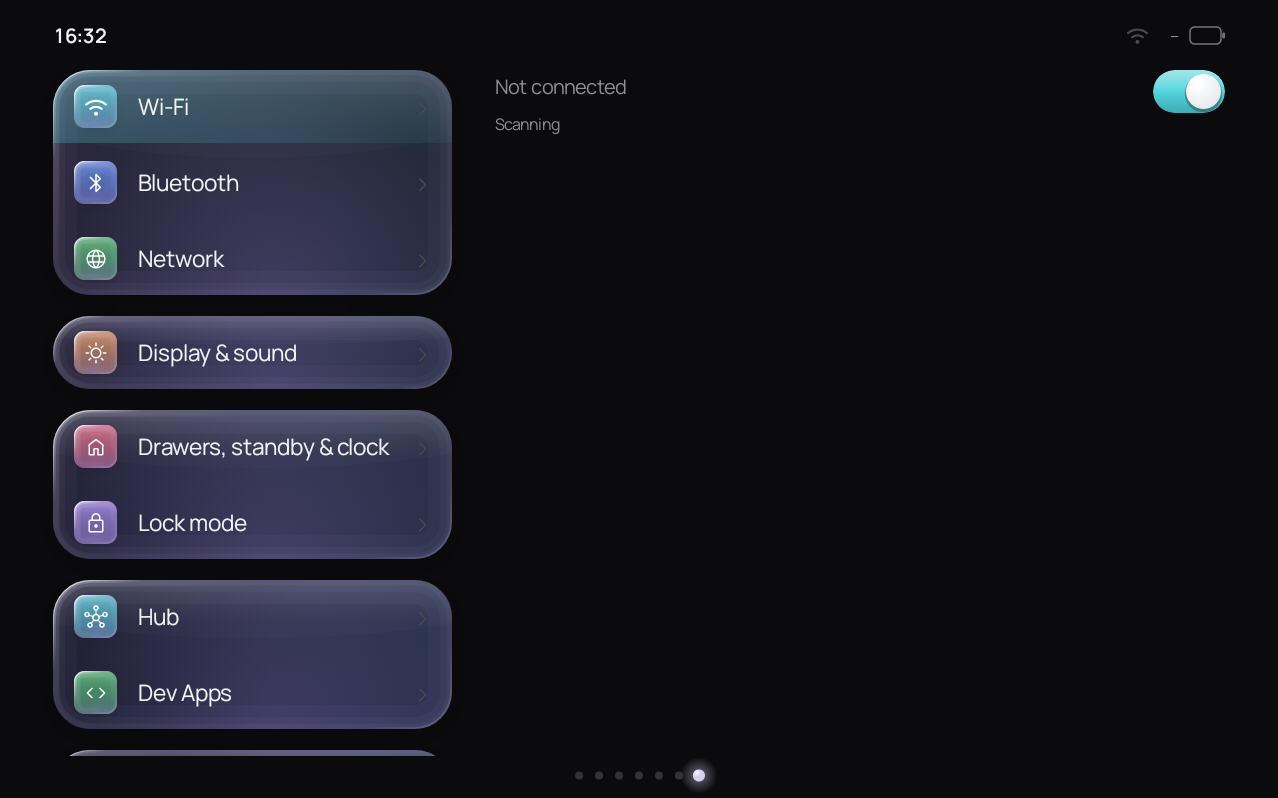 16:32
–
Wi-Fi
Bluetooth
Network
Display & sound
Drawers, standby & clock
Lock mode
Hub
Dev Apps
Not connected
Scanning